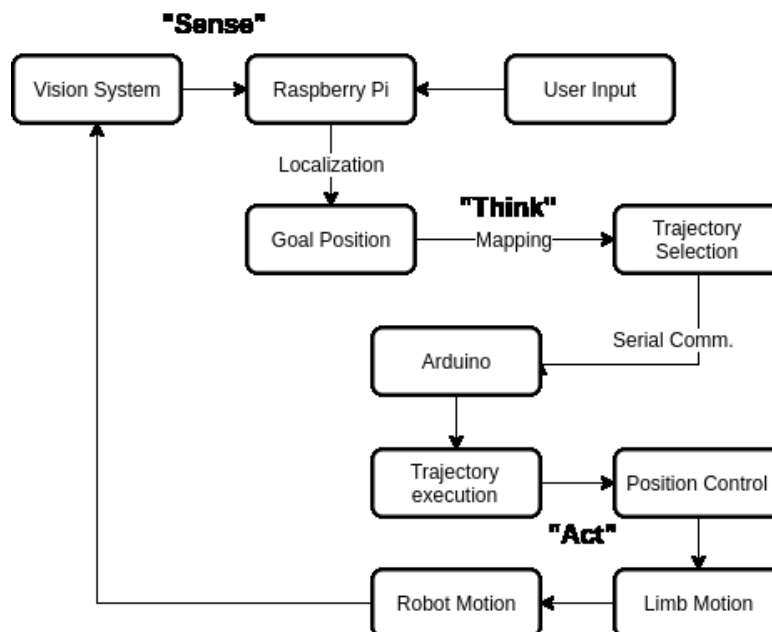 "Sense"
Vision System
Raspberry Pi
User Input
Localization
"Think"
Goal Position
Mapping
Trajectory
Selection
Serial Comm.
Arduino
Trajectory
execution
Position Control
"Act"
Robot Motion
Limb Motion